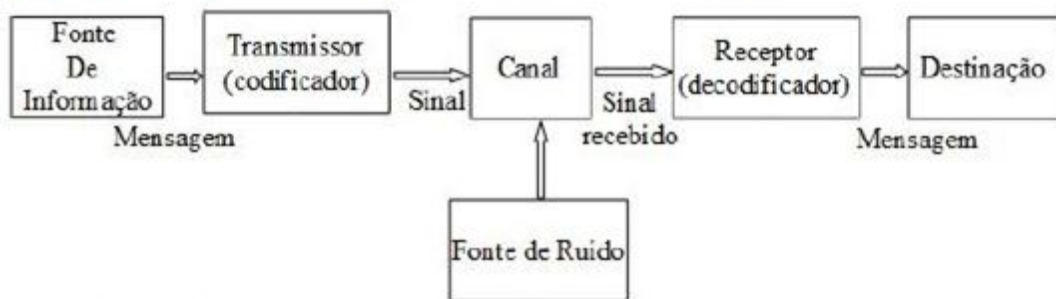 Fonte
De
Informação
Mensagem
Transmissor
(codificador)
Sinal
Canal
Sinal
recebido
Receptor
(decodificador)
Mensagem
Destinação
Fonte de Ruido